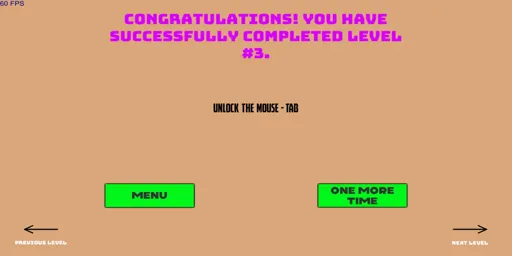 60 FPS
CONGRATULATIONS! YOU HAVE
SUCCESSFULLY COMPLETED LEVEL
#3.
UNLOCK THE MOUSE - TAB
MENU
ONE MORE
TIME
PREVIOUS LEVEL
NEXT LEVEL